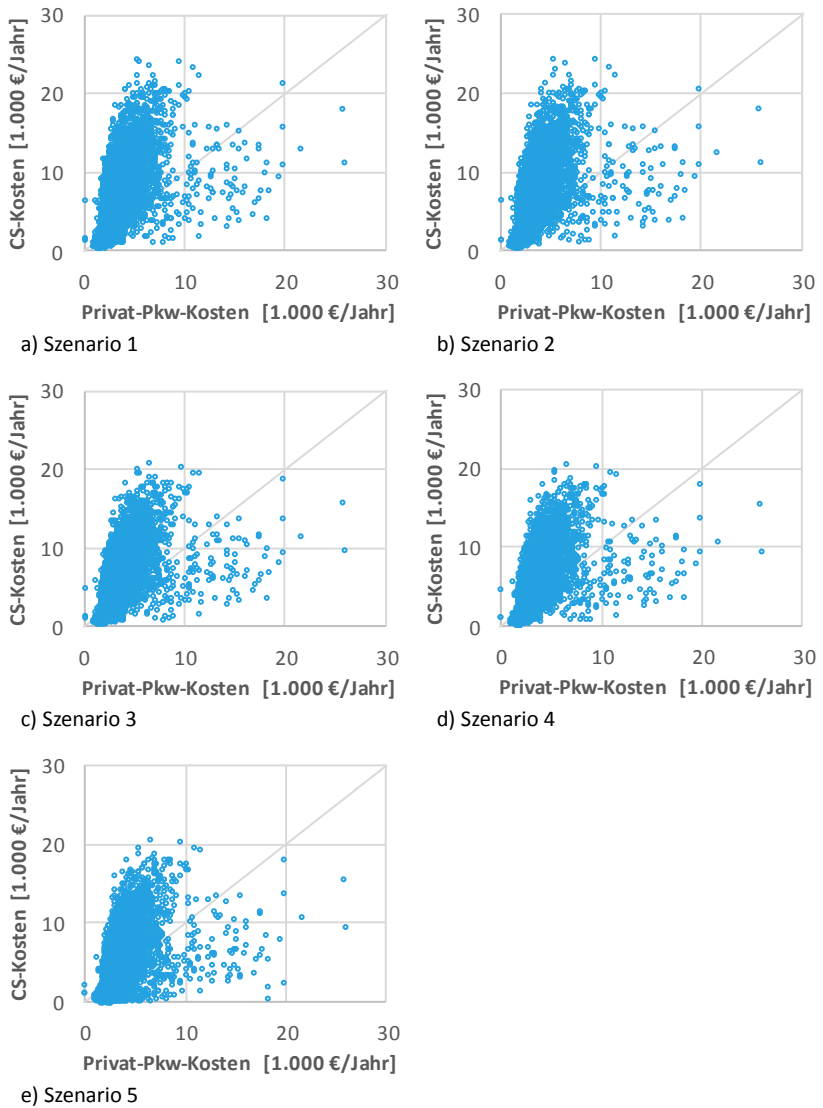 30
20
10
0
CS-Kosten [1.000 €/Jahr]
0 10 20 30
Privat-Pkw-Kosten [1.000 €/Jahr]
a) Szenario 1
30
20
10
0
CS-Kosten [1.000 €/Jahr]
0 10 20 30
Privat-Pkw-Kosten [1.000 €/Jahr]
b) Szenario 2
30
20
10
0
CS-Kosten [1.000 €/Jahr]
0 10 20 30
Privat-Pkw-Kosten [1.000 €/Jahr]
c) Szenario 3
30
20
10
0
CS-Kosten [1.000 €/Jahr]
0 10 20 30
Privat-Pkw-Kosten [1.000 €/Jahr]
d) Szenario 4
30
20
10
0
CS-Kosten [1.000 €/Jahr]
0 10 20 30
Privat-Pkw-Kosten [1.000 €/Jahr]
e) Szenario 5